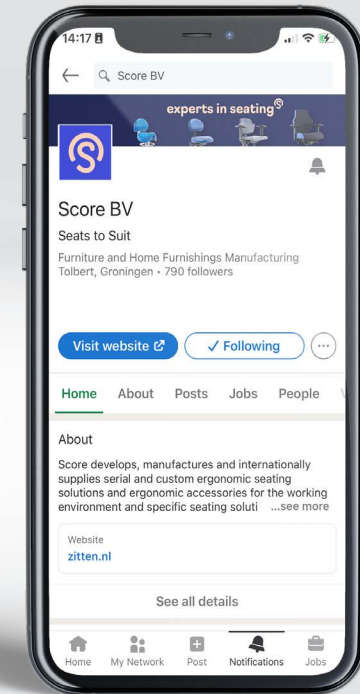 14:17
Score BV
experts in seating
Score BV
Seats to Suit
Furniture and Home Furnishings Manufacturing
Tolbert, Groningen • 790 followers
Visit website
✓ Following
Home About Posts Jobs People
About
Score develops, manufactures and internationally
supplies serial and custom ergonomic seating
solutions and ergonomic accessories for the working
environment and specific seating soluti ...see more
Website
zitten.nl
See all details
Home My Network Post Notifications Jobs